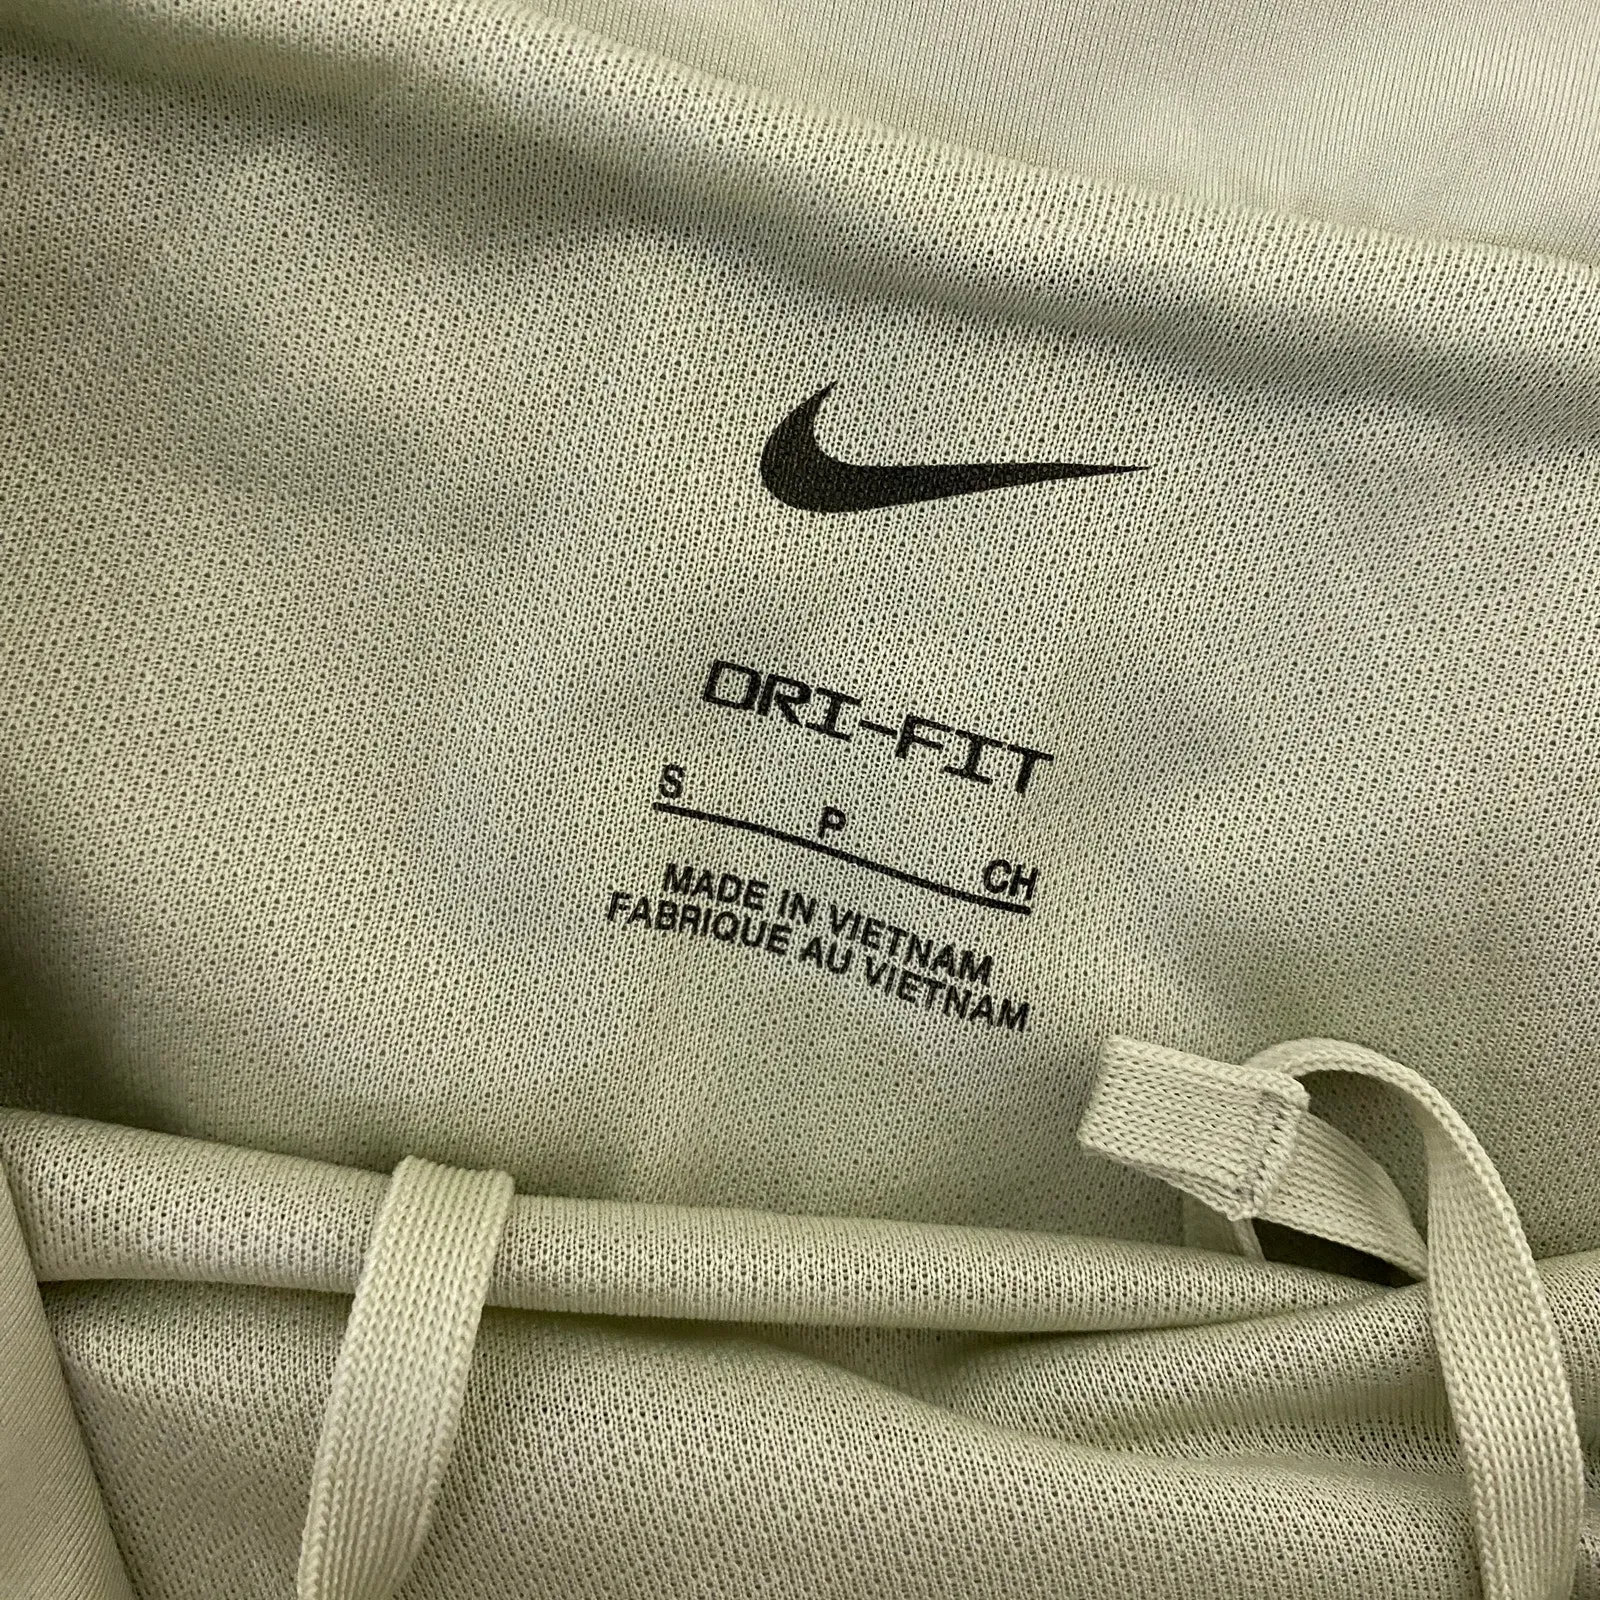 DRI-FIT
S P CH
MADE IN VIETNAM
FABRIQUE AU VIETNAM